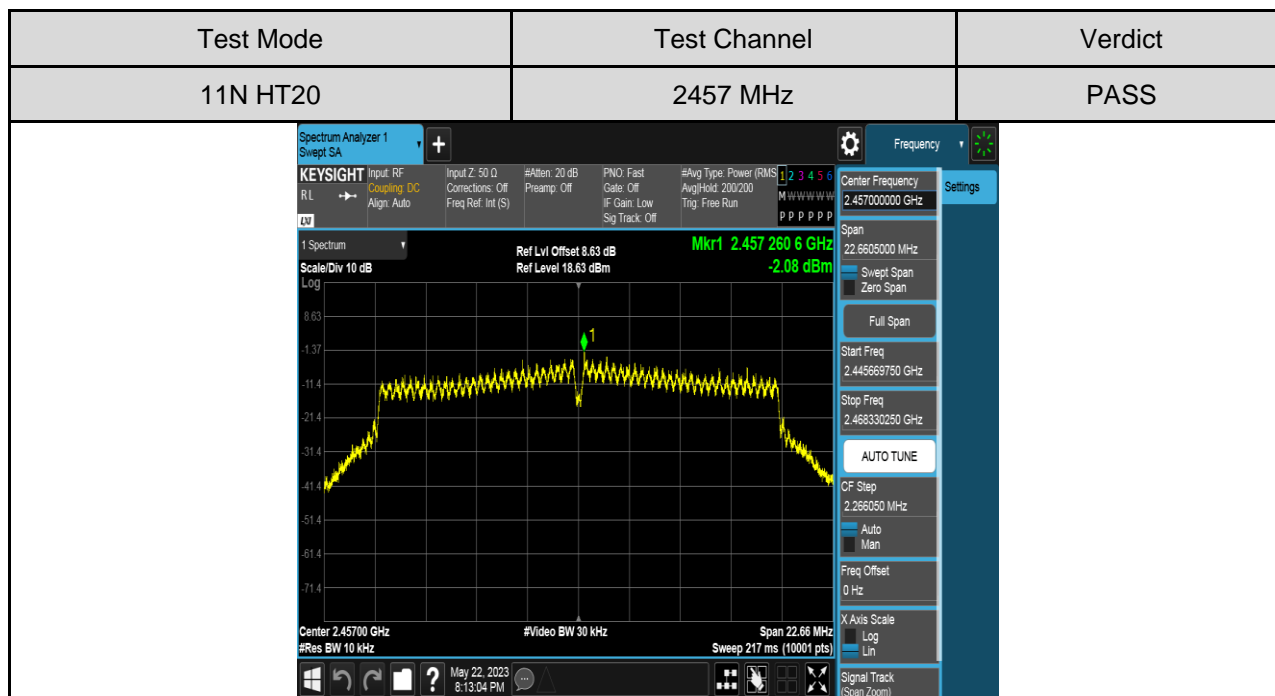 Test Mode Test Channel Verdict
11N HT20 2457 MHz PASS
Spectrum Analyzer 1
Swept SA
+
Frequency
KEYSIGHT Input: RF Input Z: 50 Ω #Atten: 20 dB PNO: Fast #Avg Type: Power (RMS 1 2 3 4 5 6
RL Coupling: DC Corrections: Off Preamp: Off Gate: Off Avg|Hold: 200/200 M W W W W W
Align: Auto Freq Ref: Int (S) IF Gain: Low Trig: Free Run
LXI Sig Track: Off P P P P P P
1 Spectrum
Ref Lvl Offset 8.63 dB Mkr1 2.457 260 6 GHz
Scale/Div 10 dB Ref Level 18.63 dBm -2.08 dBm
Log
8.63
1
-1.37
-11.4
-21.4
-31.4
-41.4
-51.4
-61.4
-71.4
Center 2.45700 GHz #Video BW 30 kHz Span 22.66 MHz
#Res BW 10 kHz Sweep 217 ms (10001 pts)
?
May 22, 2023
8:13:04 PM
Center Frequency
2.457000000 GHz
Settings
Span
22.6605000 MHz
Swept Span
Zero Span
Full Span
Start Freq
2.445669750 GHz
Stop Freq
2.468330250 GHz
AUTO TUNE
CF Step
2.266050 MHz
Auto
Man
Freq Offset
0 Hz
X Axis Scale
Log
Lin
Signal Track
(Span Zoom)